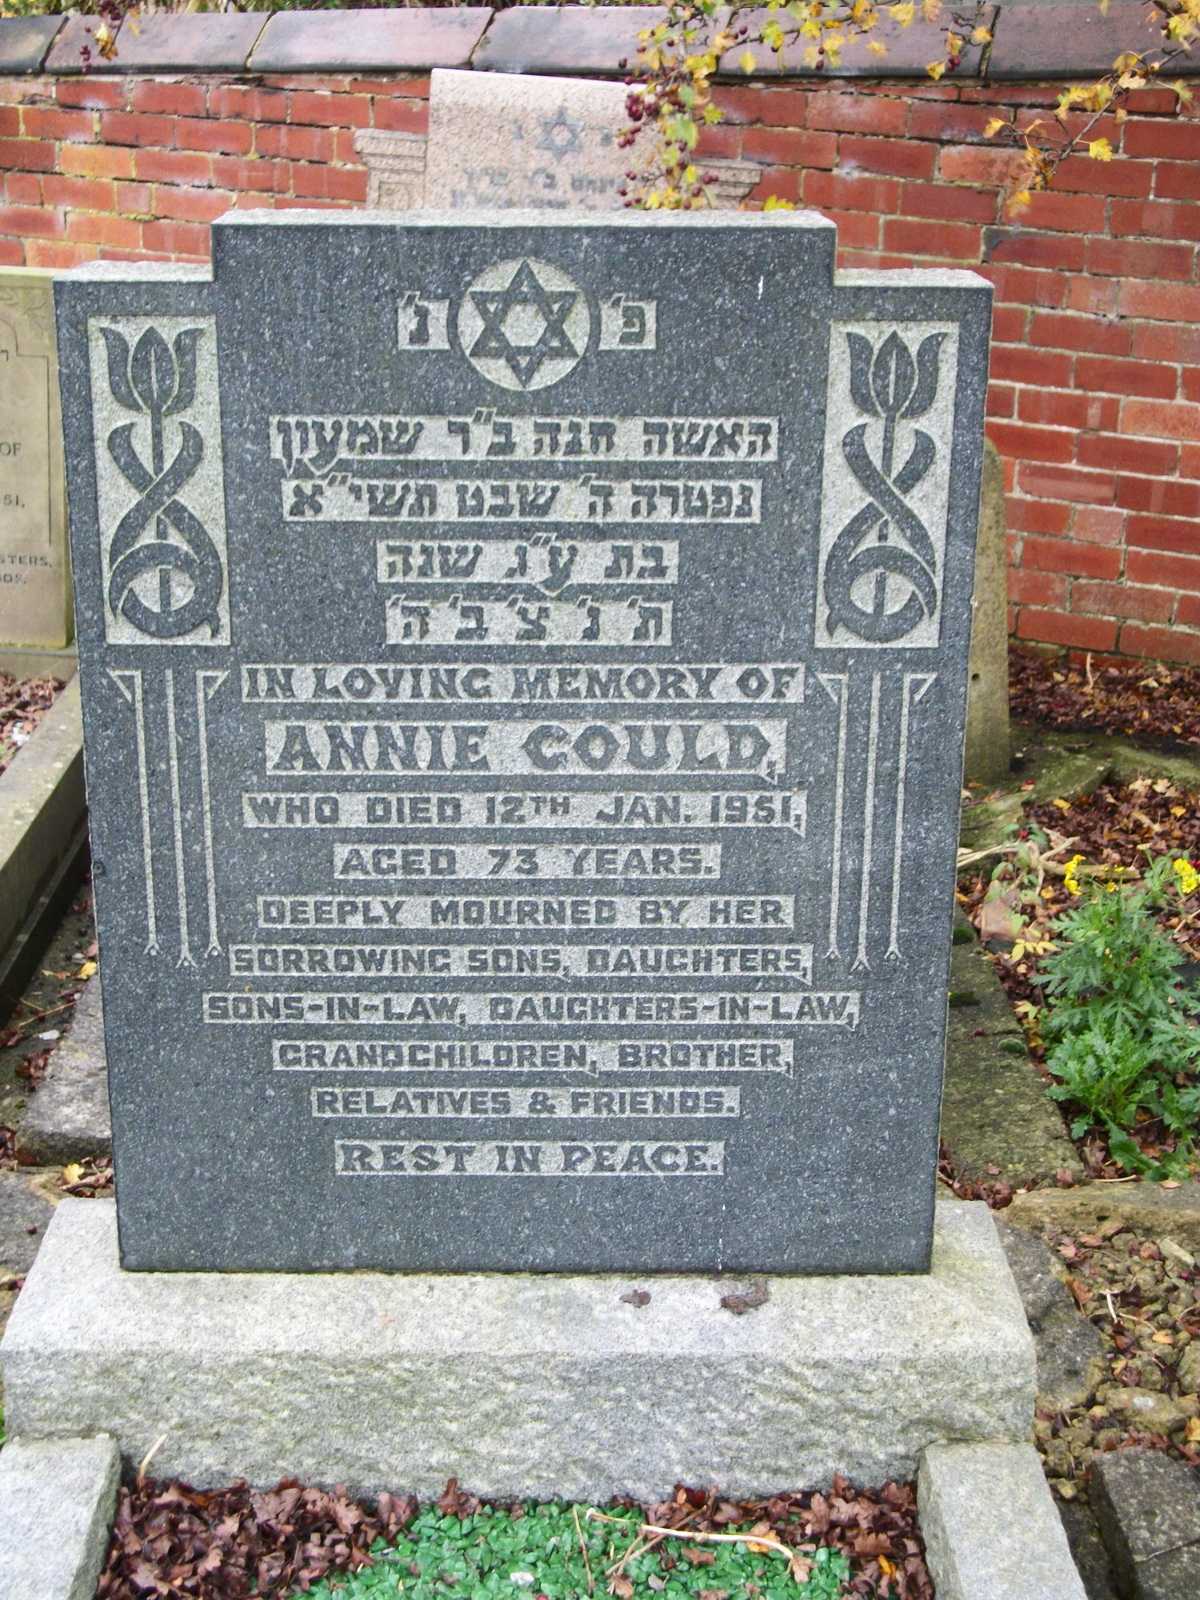 פ' נ'
האשה חנה ב"ר שמעון
נפטרה ה' שבט תשי"א
בת ע"ג שנה
ת' נ' צ' ב' ה'
IN LOVING MEMORY OF
ANNIE GOULD,
WHO DIED 12TH JAN. 1951,
AGED 73 YEARS.
DEEPLY MOURNED BY HER
SORROWING SONS, DAUGHTERS,
SONS-IN-LAW, DAUGHTERS-IN-LAW,
GRANDCHILDREN, BROTHER,
RELATIVES & FRIENDS.
REST IN PEACE.
OF
51,